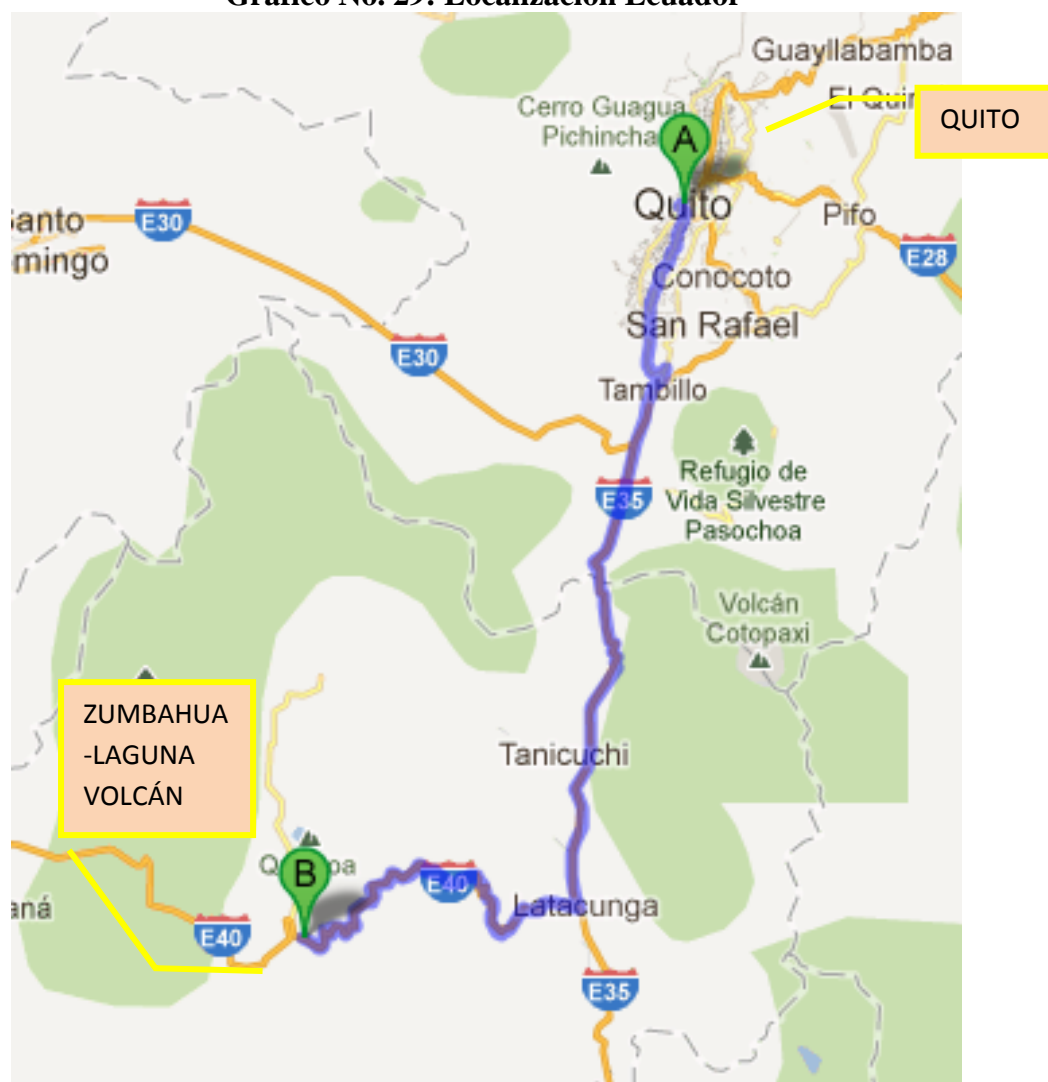 Gráfico No. 29: Localización Ecuador
Guayllabamba
Cerro Guagua
Pichincha
QUITO
A
Quito
Pifo
E30
E28
Conocoto
San Rafael
E30
Tambillo
Refugio de
Vida Silvestre
Pasochoa
E35
Volcán
Cotopaxi
ZUMBAHUA
-LAGUNA
VOLCÁN
Tanicuchi
B
E40
Latacunga
E40
E35